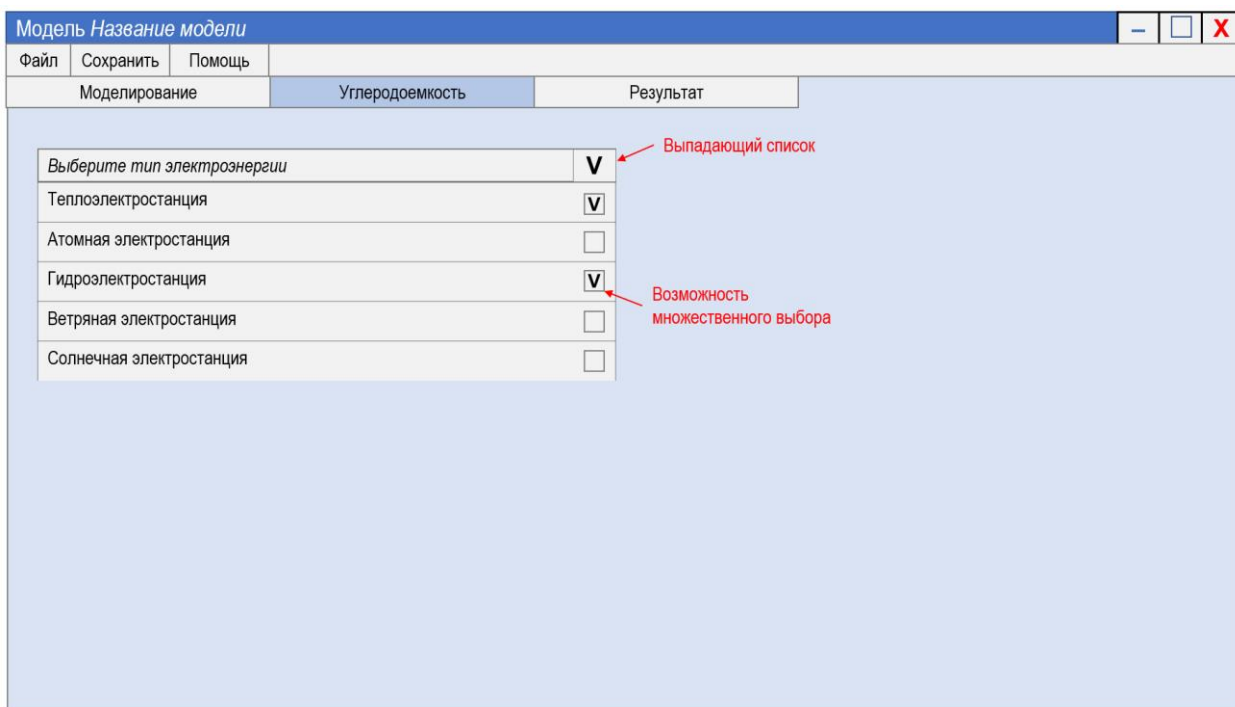 Модель Название модели
Файл Сохранить Помощь
Моделирование Углеродоемкость Результат
Выберите тип электроэнергии V
Выпадающий список
Теплоэлектростанция V
Атомная электростанция
Гидроэлектростанция V
Возможность
множественного выбора
Ветряная электростанция
Солнечная электростанция